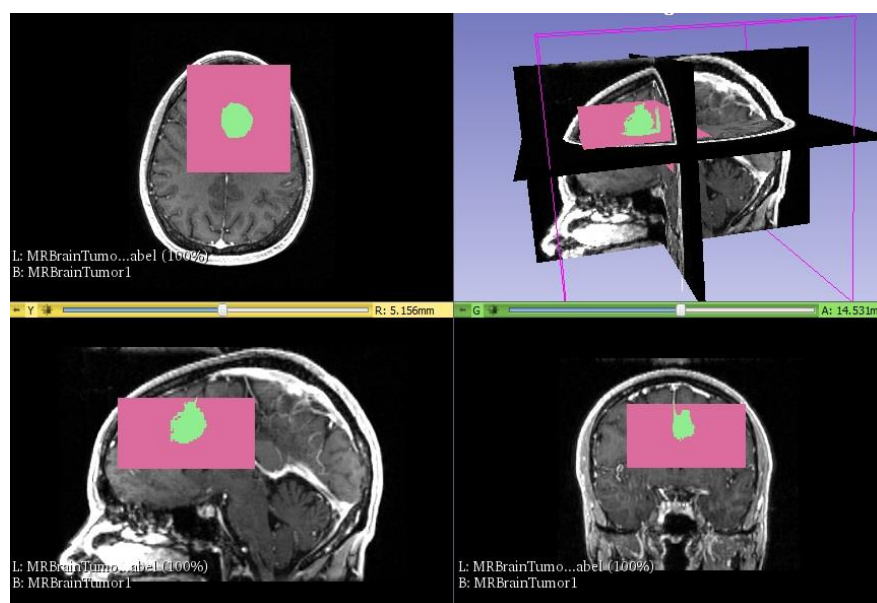 L: MRBrainTumo...abel (100%)
B: MRBrainTumor1
Y R: 5.156mm
G A: 14.531m
L: MRBrainTumo...abel (100%)
B: MRBrainTumor1
L: MRBrainTumo...abel (100%)
B: MRBrainTumor1